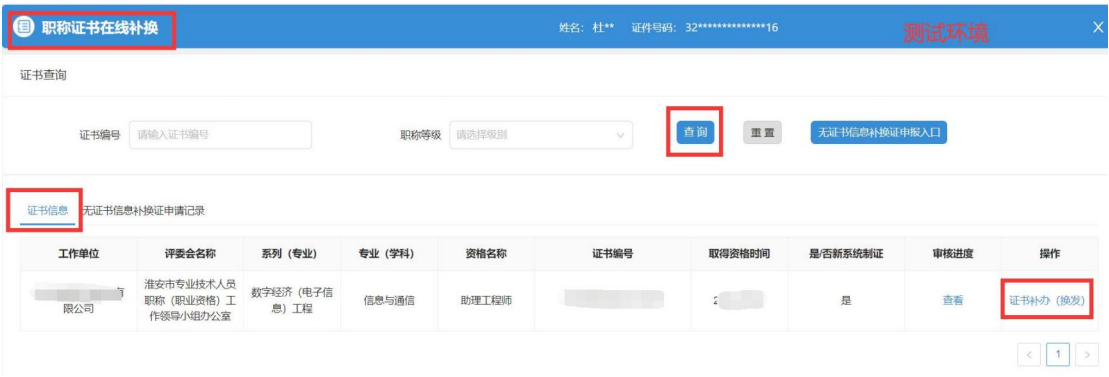 职称证书在线补换 姓名：杜** 证件号码：32**************16 测试环境 X
证书查询
证书编号 请输入证书编号 职称等级 请选择级别 查询 重置 无证书信息补换证申报入口
证书信息 无证书信息补换证申请记录
工作单位 评委会名称 系列（专业） 专业（学科） 资格名称 证书编号 取得资格时间 是/否新系统制证 审核进度 操作
限公司 淮安市专业技术人员 数字经济（电子信 信息与通信 助理工程师 2 是 查看 证书补办（换发）
职称（职业资格）工 息）工程
作领导小组办公室
< 1 >